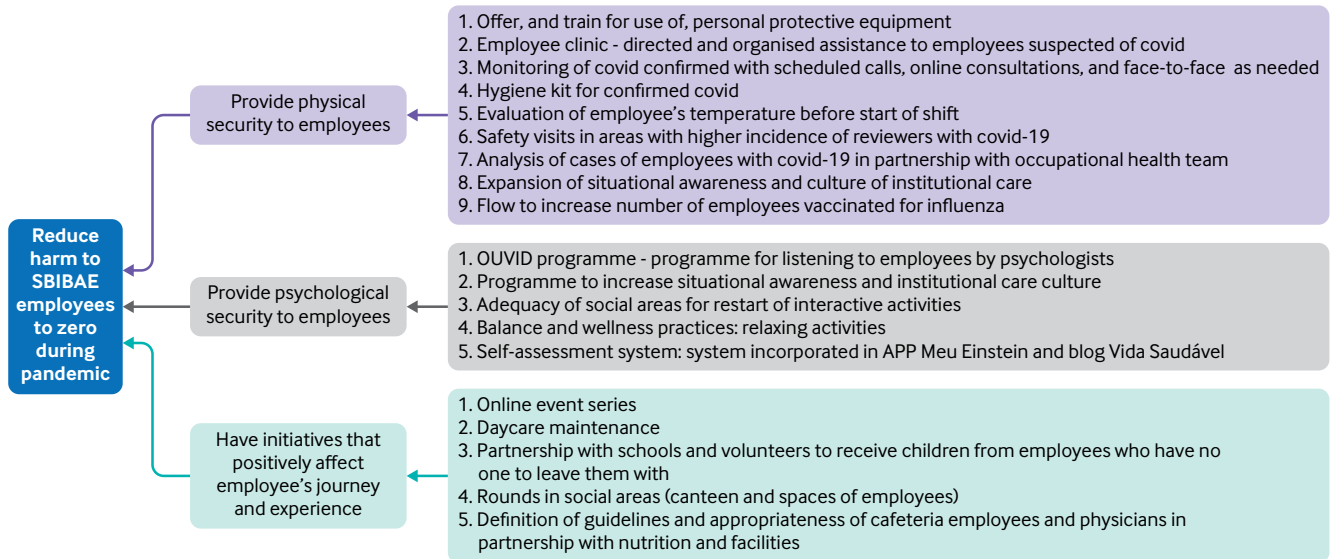 Reduce
harm to
SBIBAE
employees
to zero
during
pandemic
Provide physical
security to employees
1. Offer, and train for use of, personal protective equipment
2. Employee clinic - directed and organised assistance to employees suspected of covid
3. Monitoring of covid confirmed with scheduled calls, online consultations, and face-to-face as needed
4. Hygiene kit for confirmed covid
5. Evaluation of employee's temperature before start of shift
6. Safety visits in areas with higher incidence of reviewers with covid-19
7. Analysis of cases of employees with covid-19 in partnership with occupational health team
8. Expansion of situational awareness and culture of institutional care
9. Flow to increase number of employees vaccinated for influenza
Provide psychological
security to employees
1. OUVID programme - programme for listening to employees by psychologists
2. Programme to increase situational awareness and institutional care culture
3. Adequacy of social areas for restart of interactive activities
4. Balance and wellness practices: relaxing activities
5. Self-assessment system: system incorporated in APP Meu Einstein and blog Vida Saudável
Have initiatives that
positively affect
employee's journey
and experience
1. Online event series
2. Daycare maintenance
3. Partnership with schools and volunteers to receive children from employees who have no
one to leave them with
4. Rounds in social areas (canteen and spaces of employees)
5. Definition of guidelines and appropriateness of cafeteria employees and physicians in
partnership with nutrition and facilities